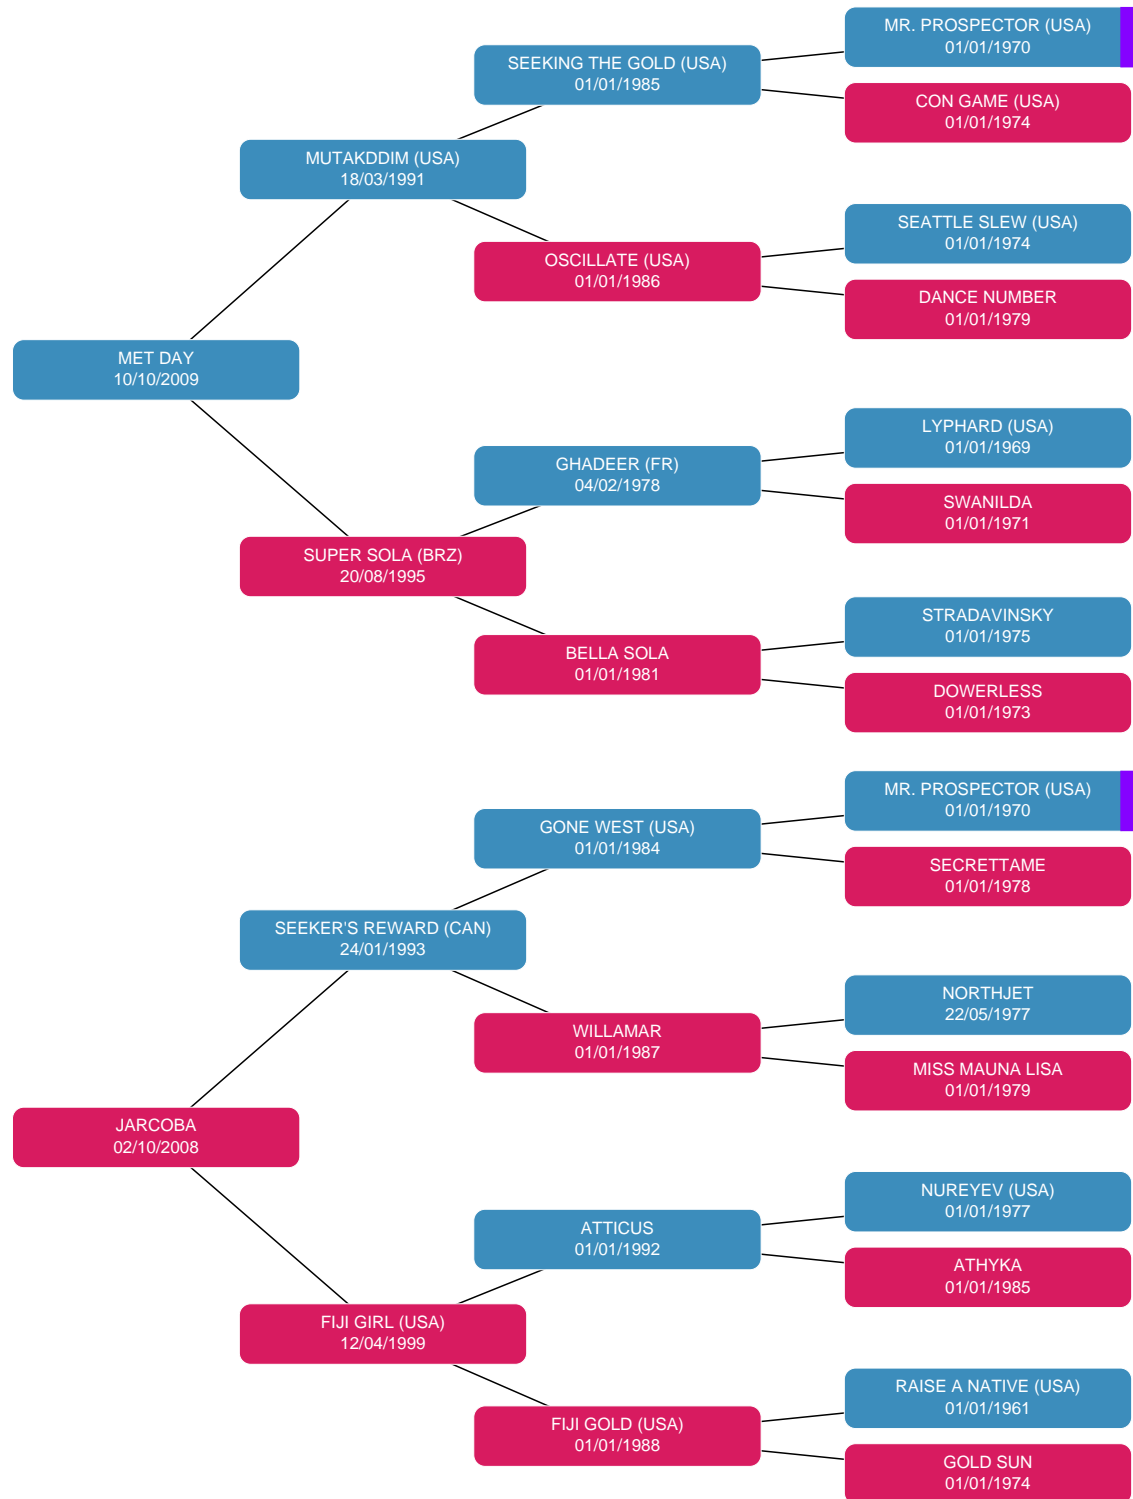 MR. PROSPECTOR (USA)
01/01/1970
SEEKING THE GOLD (USA)
01/01/1985
CON GAME (USA)
01/01/1974
MUTAKDDIM (USA)
18/03/1991
SEATTLE SLEW (USA)
01/01/1974
OSCILLATE (USA)
01/01/1986
DANCE NUMBER
01/01/1979
MET DAY
10/10/2009
LYPHARD (USA)
01/01/1969
GHADEER (FR)
04/02/1978
SWANILDA
01/01/1971
SUPER SOLA (BRZ)
20/08/1995
STRADAVINSKY
01/01/1975
BELLA SOLA
01/01/1981
DOWERLESS
01/01/1973
MR. PROSPECTOR (USA)
01/01/1970
GONE WEST (USA)
01/01/1984
SECRETTAME
01/01/1978
SEEKER'S REWARD (CAN)
24/01/1993
NORTHJET
22/05/1977
WILLAMAR
01/01/1987
MISS MAUNA LISA
01/01/1979
JARCOBA
02/10/2008
NUREYEV (USA)
01/01/1977
ATTICUS
01/01/1992
ATHYKA
01/01/1985
FIJI GIRL (USA)
12/04/1999
RAISE A NATIVE (USA)
01/01/1961
FIJI GOLD (USA)
01/01/1988
GOLD SUN
01/01/1974